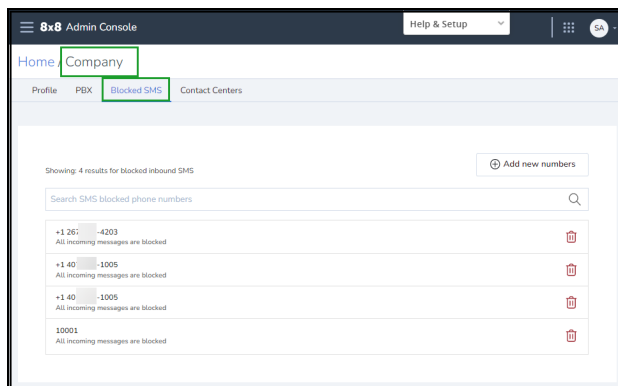 8x8 Admin Console
Help & Setup
SA
Home / Company
Profile PBX Blocked SMS Contact Centers
Add new numbers
Showing: 4 results for blocked inbound SMS
Search SMS blocked phone numbers
+1 267 -4203
All incoming messages are blocked
+1 40 -1005
All incoming messages are blocked
+1 40 -1005
All incoming messages are blocked
10001
All incoming messages are blocked